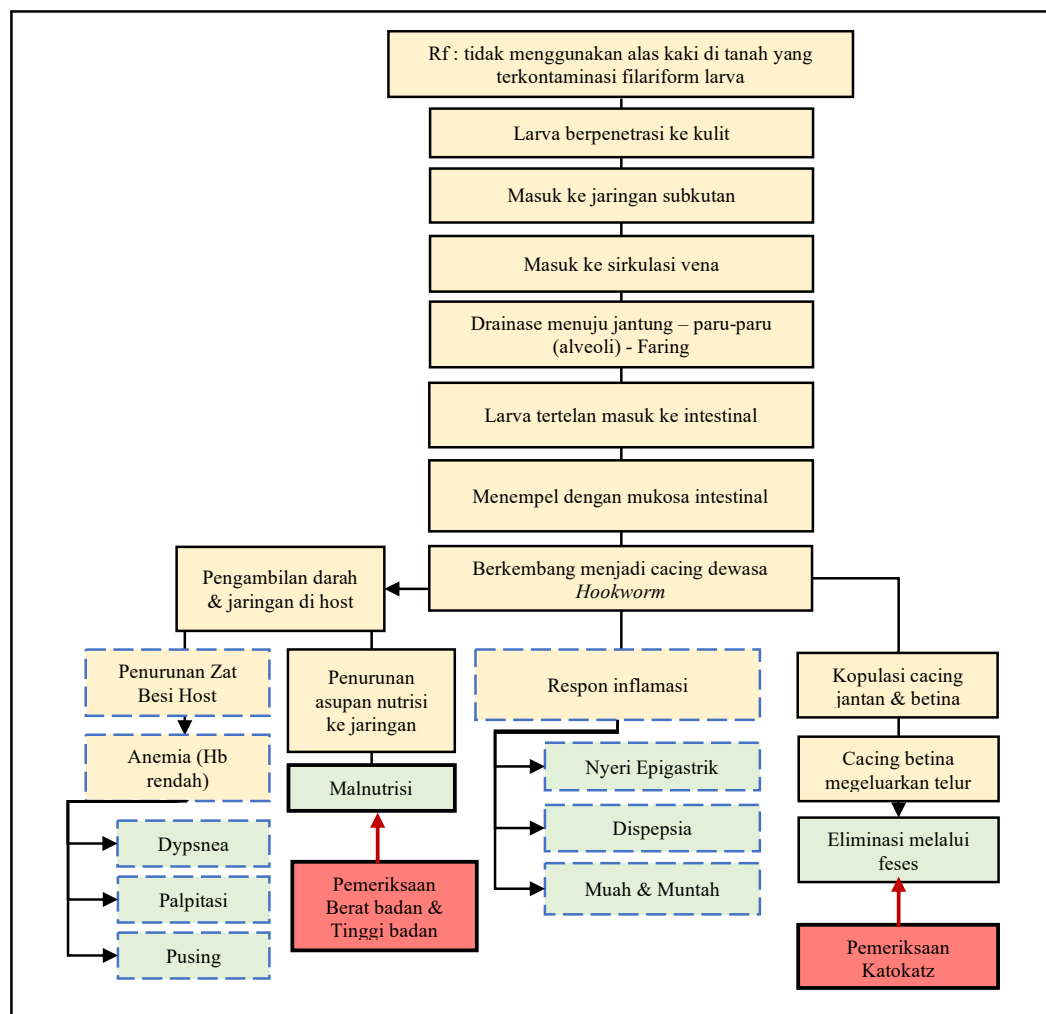 Rf : tidak menggunakan alas kaki di tanah yang
terkontaminasi filariform larva
Larva berpenetrasi ke kulit
Masuk ke jaringan subkutan
Masuk ke sirkulasi vena
Drainase menuju jantung – paru-paru
(alveoli) - Faring
Larva tertelan masuk ke intestinal
Menempel dengan mukosa intestinal
Berkembang menjadi cacing dewasa
Hookworm
Pengambilan darah
& jaringan di host
Penurunan Zat
Besi Host
Anemia (Hb
rendah)
Dypsnea
Palpitasi
Pusing
Penurunan
asupan nutrisi
ke jaringan
Malnutrisi
Pemeriksaan
Berat badan &
Tinggi badan
Respon inflamasi
Nyeri Epigastrik
Dispepsia
Muah & Muntah
Kopulasi cacing
jantan & betina
Cacing betina
megeluarkan telur
Eliminasi melalui
feses
Pemeriksaan
Katokatz